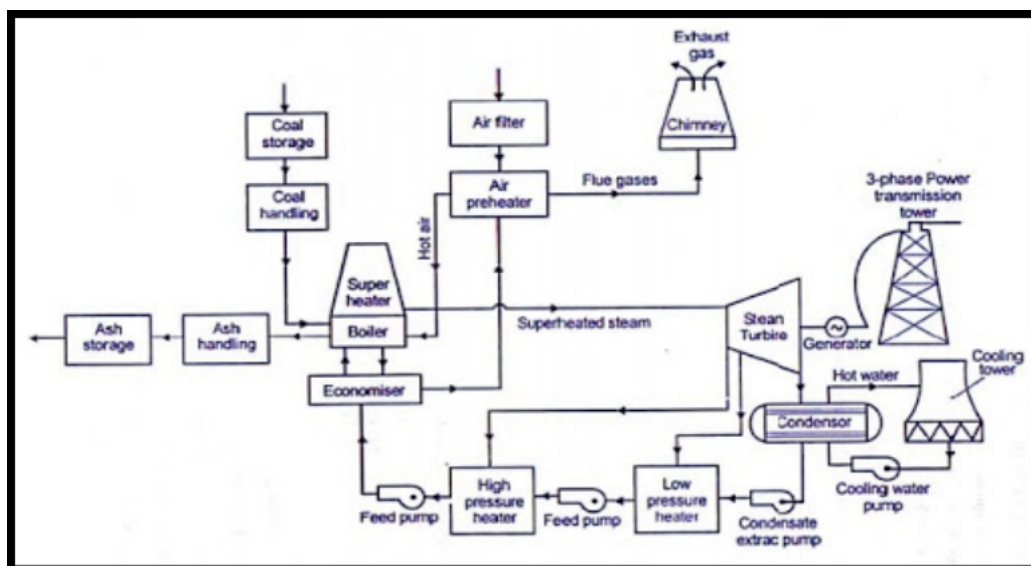 Exhaust
gas
Coal
storage
Air filter
Chimney
Coal
handling
Air
preheater
Flue gases
3-phase Power
transmission
tower
Hot air
Super
heater
Boiler
Superheated steam
Stean
Turbire
Generator
Ash
storage
Ash
handling
Economiser
Hot water
Cooling
tower
Condensor
Cooling water
pump
High
pressure
heater
Low
pressure
heater
Feed pump
Feed pump
Condensate
extrac pump